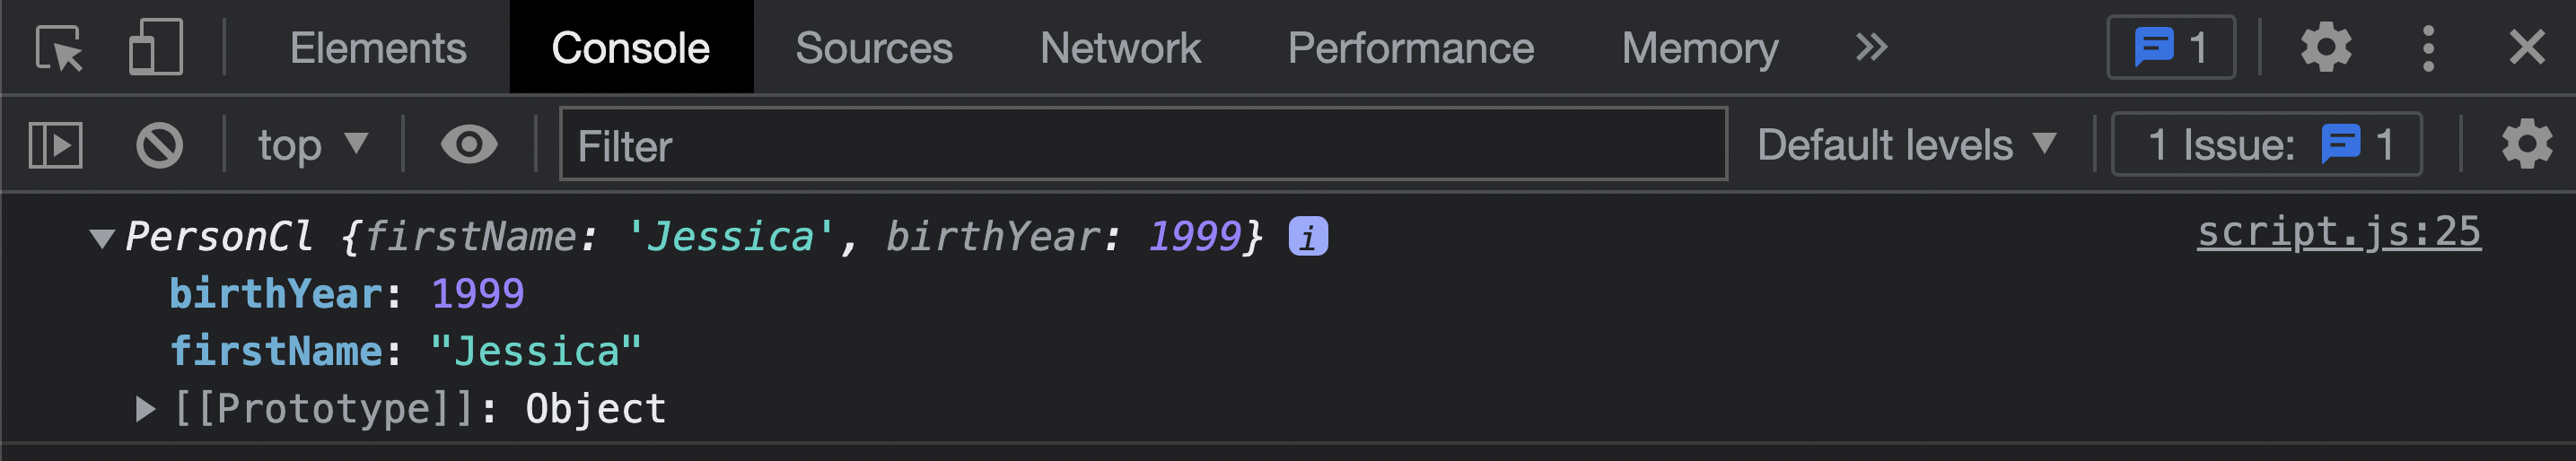 Elements Console Sources Network Performance Memory 1
top Filter Default levels 1 Issue: 1
PersonCl {firstName: 'Jessica', birthYear: 1999} i script.js:25
birthYear: 1999
firstName: "Jessica"
[[Prototype]]: Object